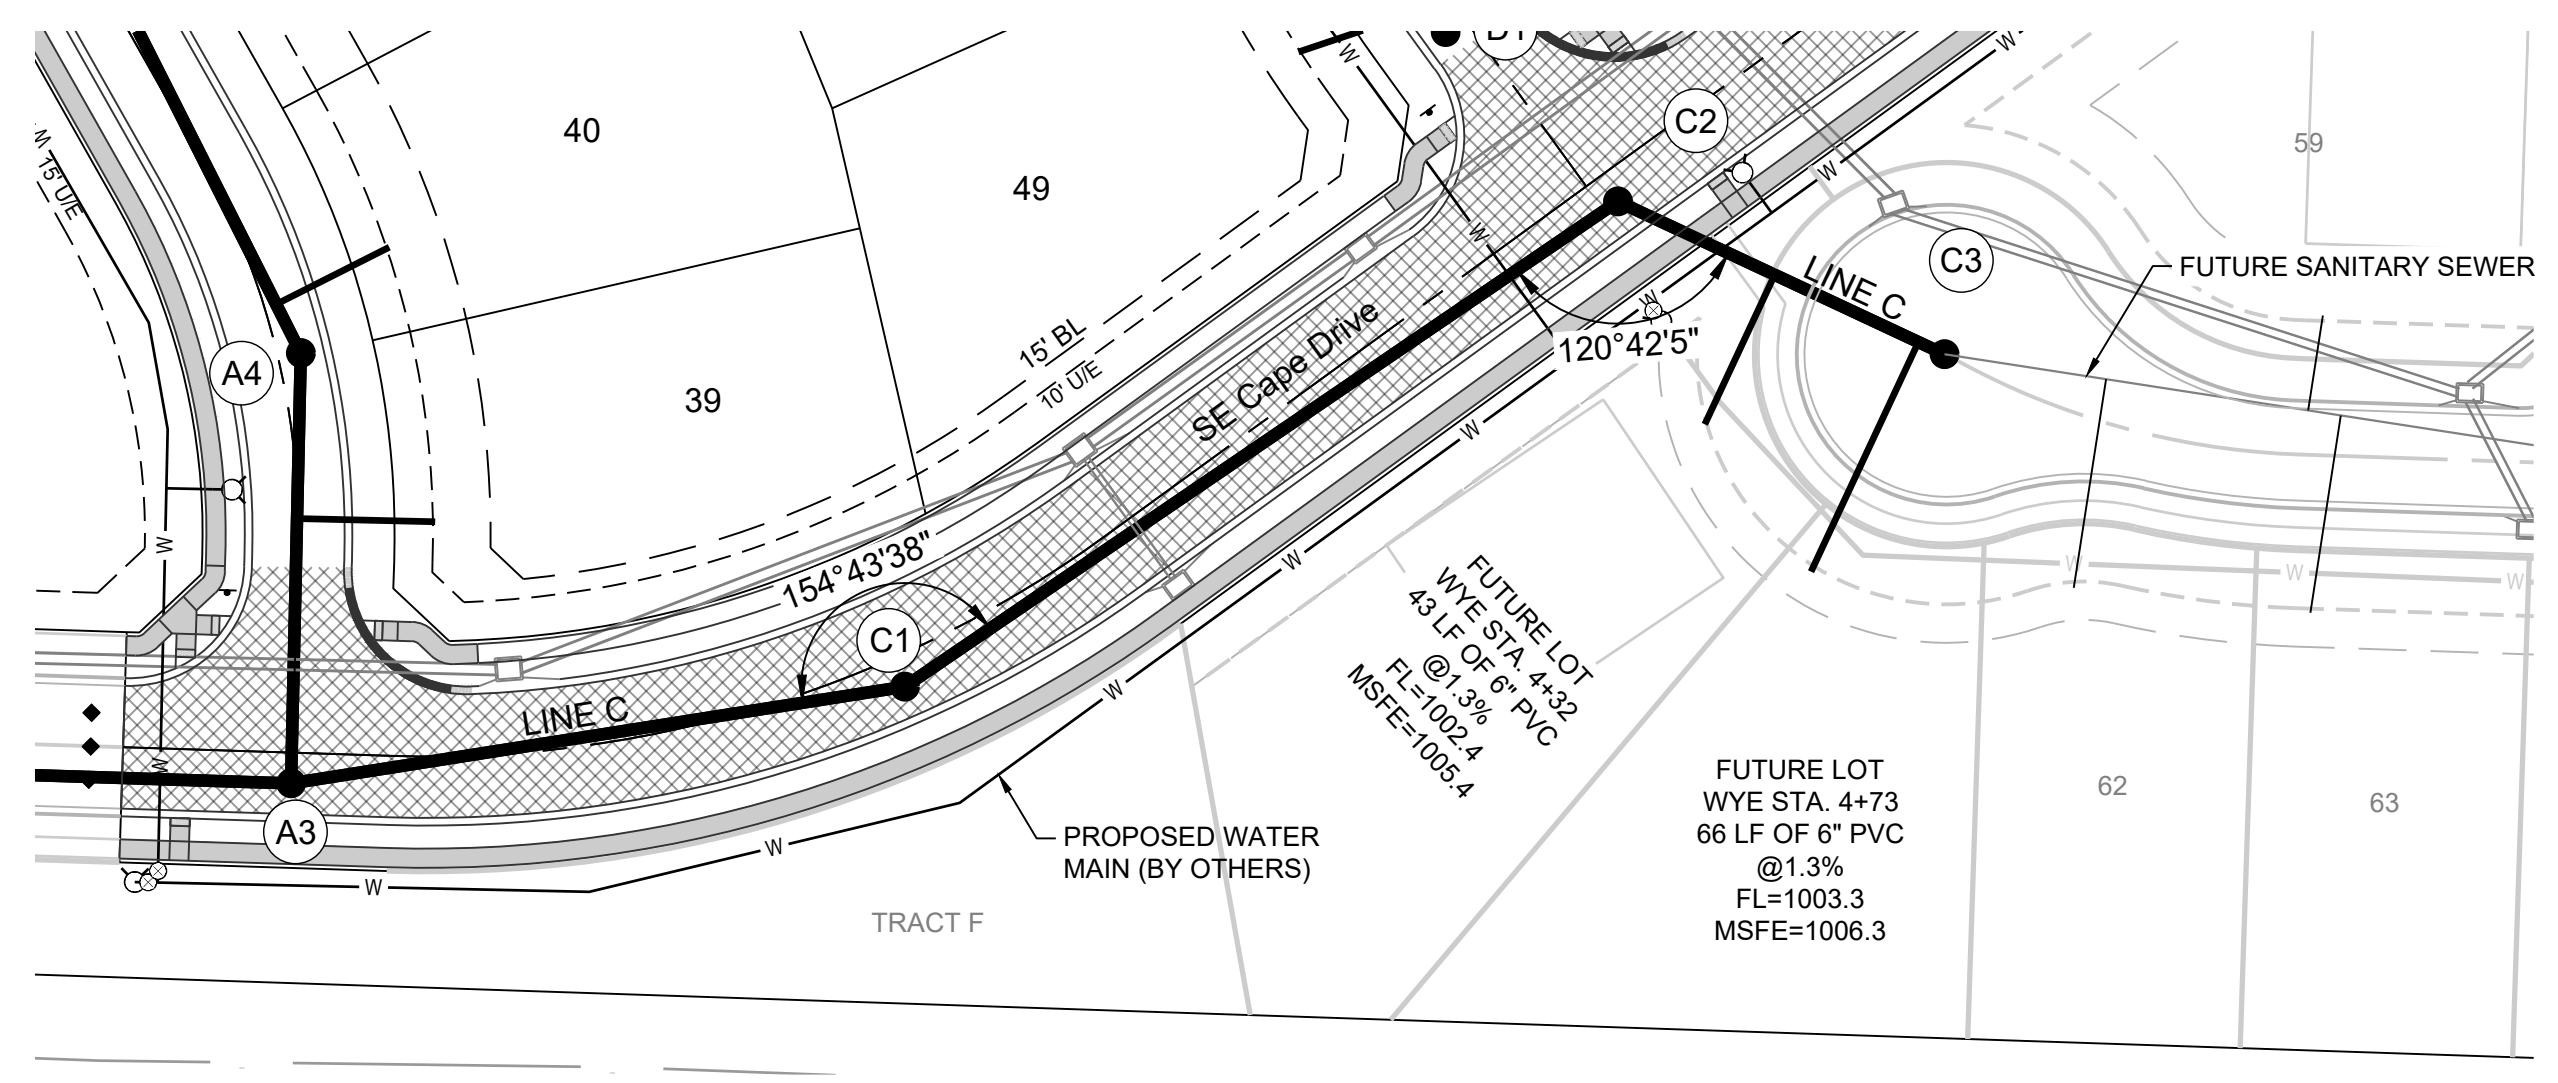 D1
W
W
C2
40
59
W
15' U/E
49
W
W
C3
FUTURE SANITARY SEWER
LINE C
W
A4
15' BL
10' U/E
SE Cape Drive
120°42'5"
39
W
W
154°43'38"
W
W
W
W
C1
FUTURE LOT
WYE STA. 4+32
43 LF OF 6" PVC
@1.3%
FL=1002.4
MSFE=1005.4
W
LINE C
W
A3
PROPOSED WATER
MAIN (BY OTHERS)
W
W
FUTURE LOT
WYE STA. 4+73
66 LF OF 6" PVC
@1.3%
FL=1003.3
MSFE=1006.3
62
63
TRACT F